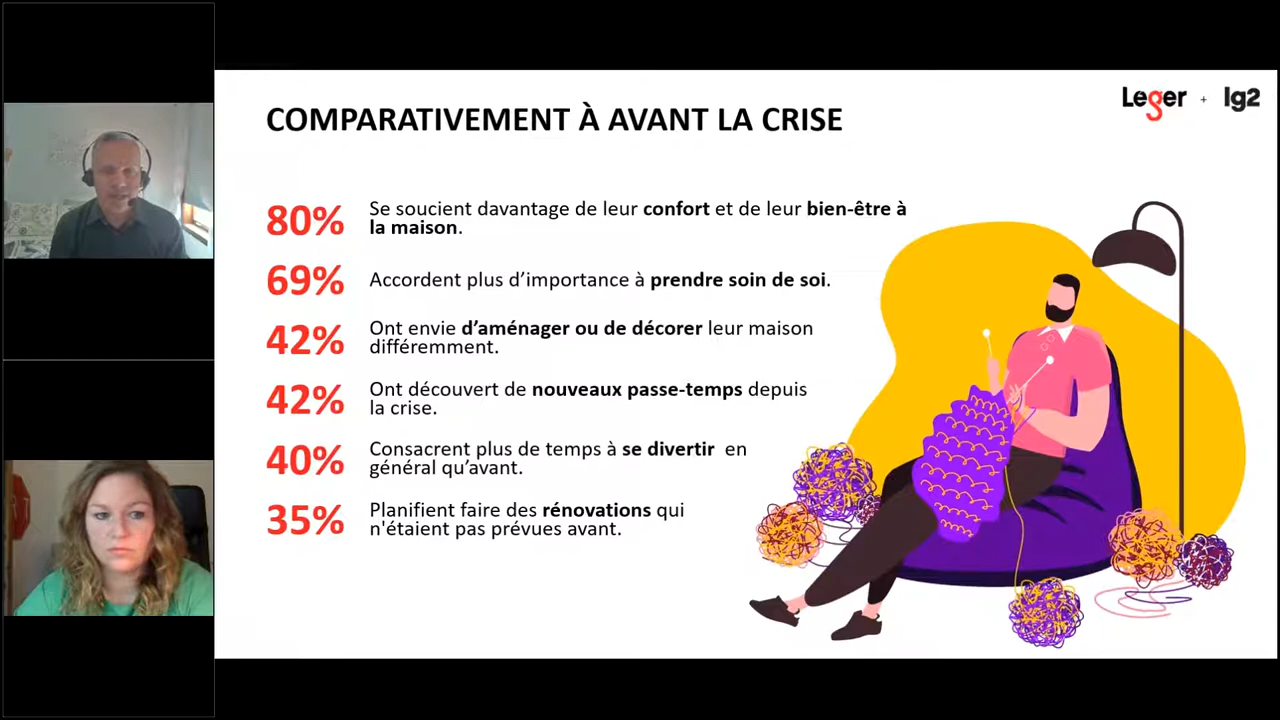 COMPARATIVEMENT À AVANT LA CRISE
Leger + lg2
80% Se soucient davantage de leur confort et de leur bien-être à
la maison.
69% Accordent plus d’importance à prendre soin de soi.
42% Ont envie d’aménager ou de décorer leur maison
différemment.
42% Ont découvert de nouveaux passe-temps depuis
la crise.
40% Consacrent plus de temps à se divertir en
général qu’avant.
35% Planifient faire des rénovations qui
n'étaient pas prévues avant.